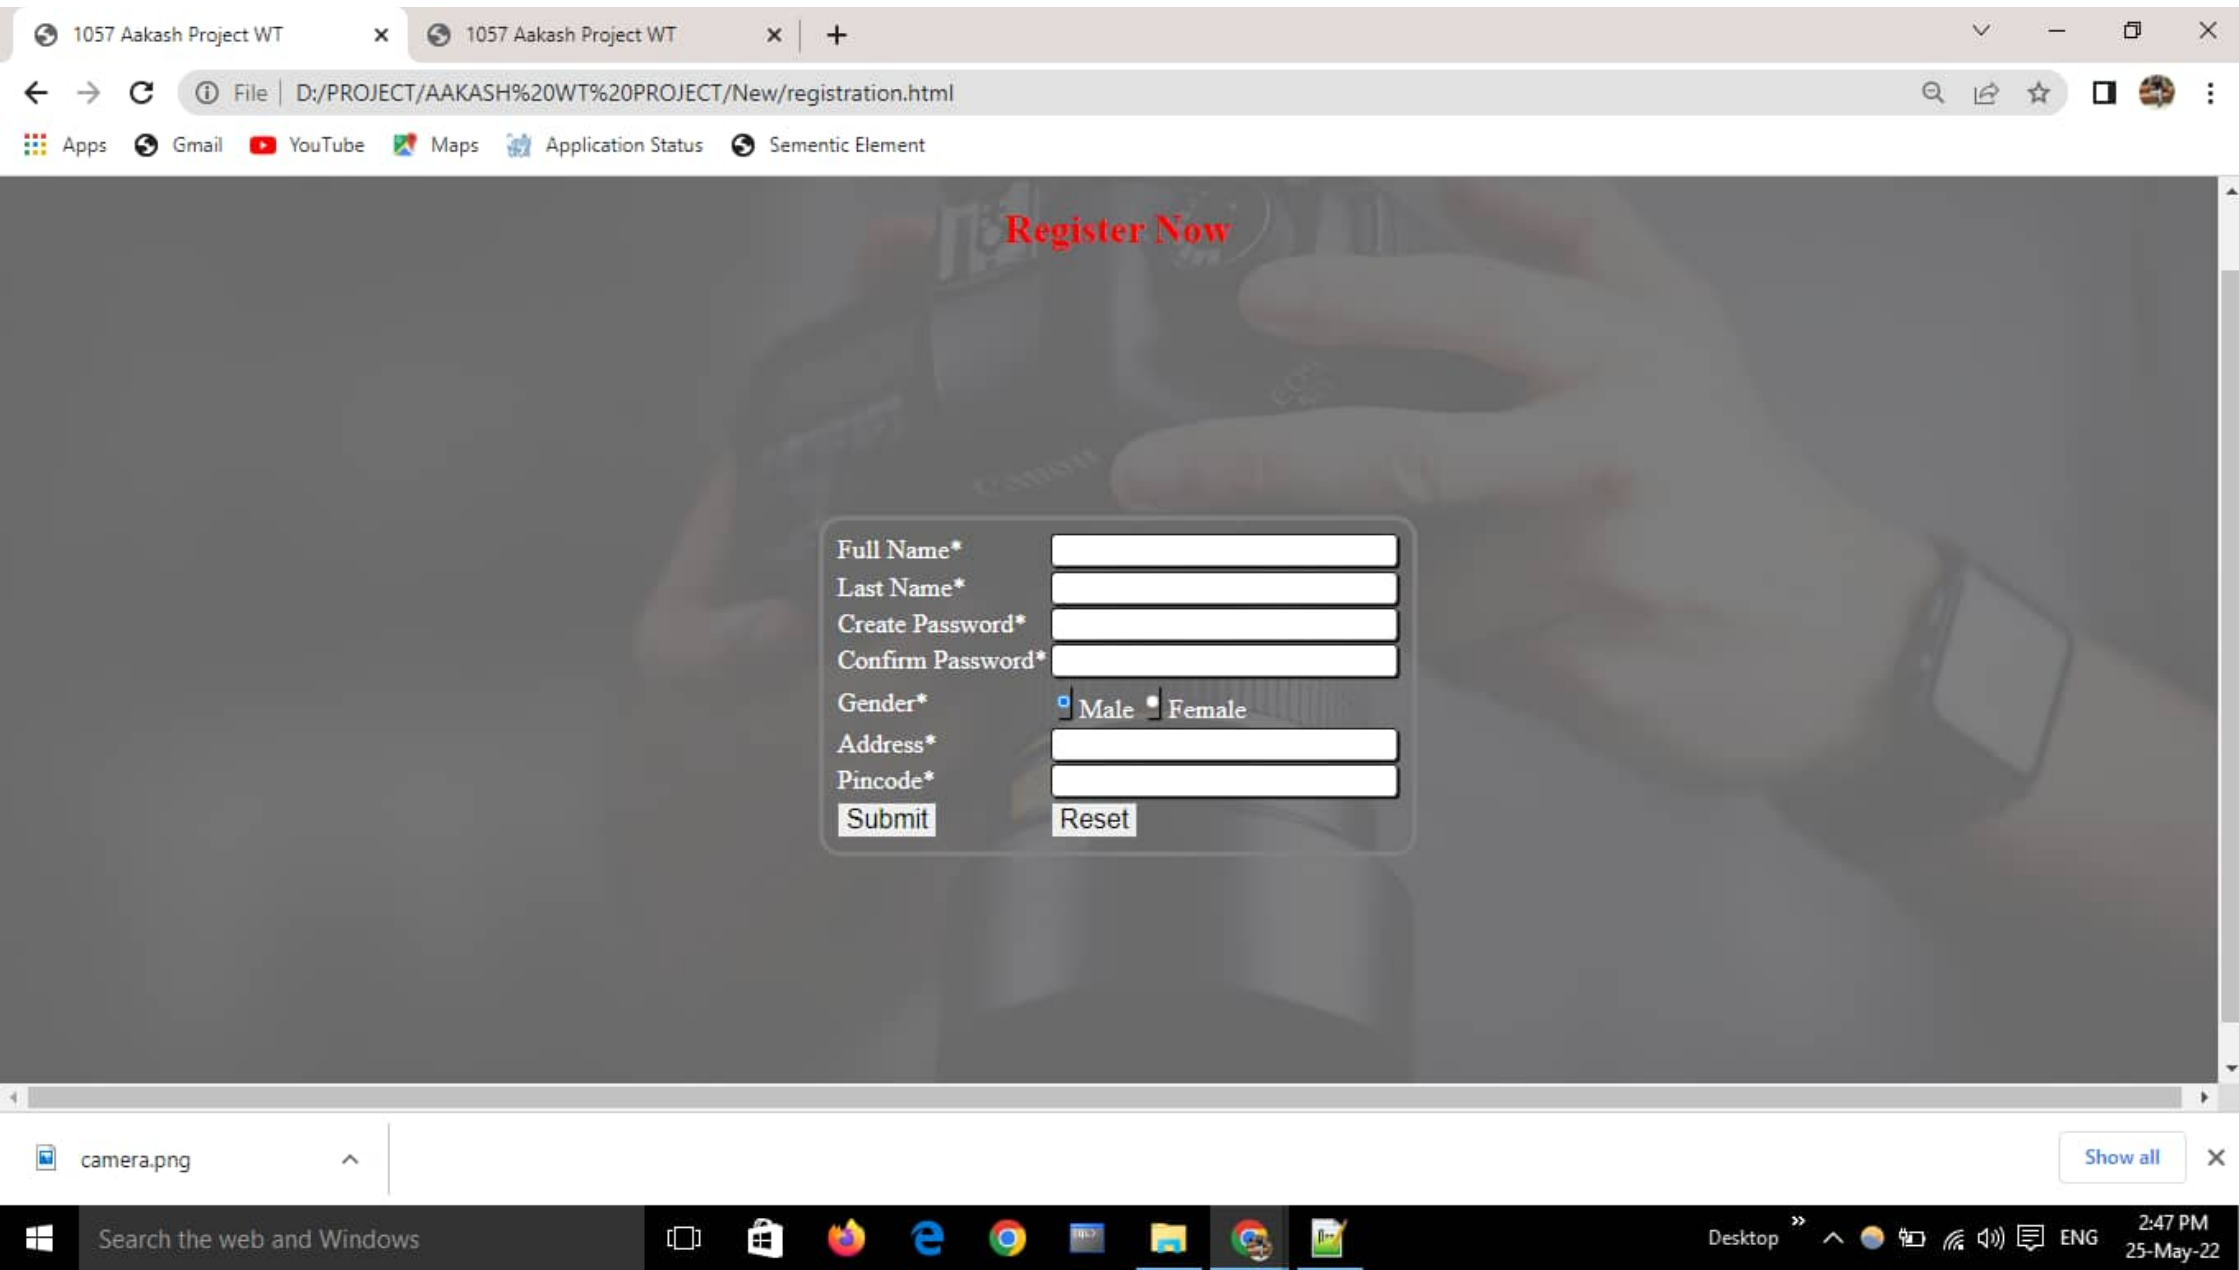 1057 Aakash Project WT
1057 Aakash Project WT
File D:/PROJECT/AAKASH%20WT%20PROJECT/New/registration.html
Apps Gmail YouTube Maps Application Status Sementic Element
Register Now
EOS
Canon
Full Name*
Last Name*
Create Password*
Confirm Password*
Gender* Male Female
Address*
Pincode*
Submit Reset
camera.png
Show all
Search the web and Windows
Desktop
ENG
2:47 PM
25-May-22